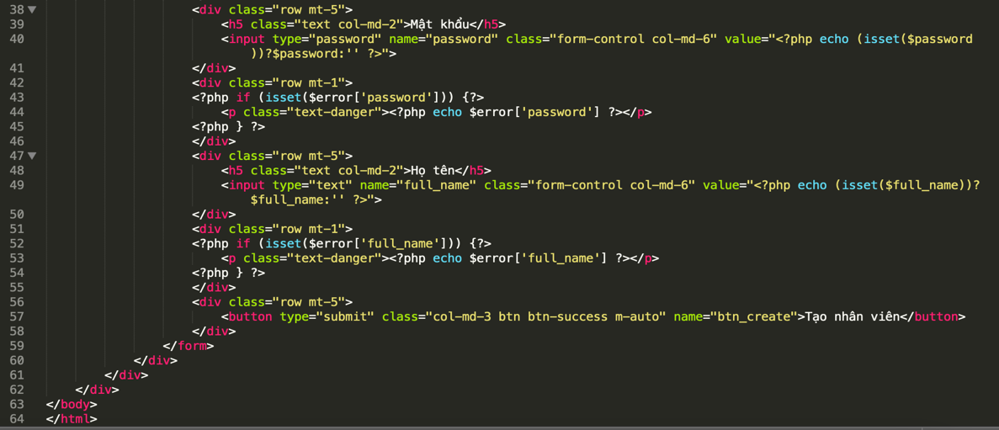 38 <div class="row mt-5">
39 <h5 class="text col-md-2">Mật khẩu</h5>
40 <input type="password" name="password" class="form-control col-md-6" value="<?php echo (isset($password
))?$password:'' ?>">
41 </div>
42 <div class="row mt-1">
43 <?php if (isset($error['password'])) {?>
44 <p class="text-danger"><?php echo $error['password'] ?></p>
45 <?php } ?>
46 </div>
47 <div class="row mt-5">
48 <h5 class="text col-md-2">Họ tên</h5>
49 <input type="text" name="full_name" class="form-control col-md-6" value="<?php echo (isset($full_name))?
$full_name:'' ?>">
50 </div>
51 <div class="row mt-1">
52 <?php if (isset($error['full_name'])) {?>
53 <p class="text-danger"><?php echo $error['full_name'] ?></p>
54 <?php } ?>
55 </div>
56 <div class="row mt-5">
57 <button type="submit" class="col-md-3 btn btn-success m-auto" name="btn_create">Tạo nhân viên</button>
58 </div>
59 </form>
60 </div>
61 </div>
62 </div>
63 </body>
64 </html>